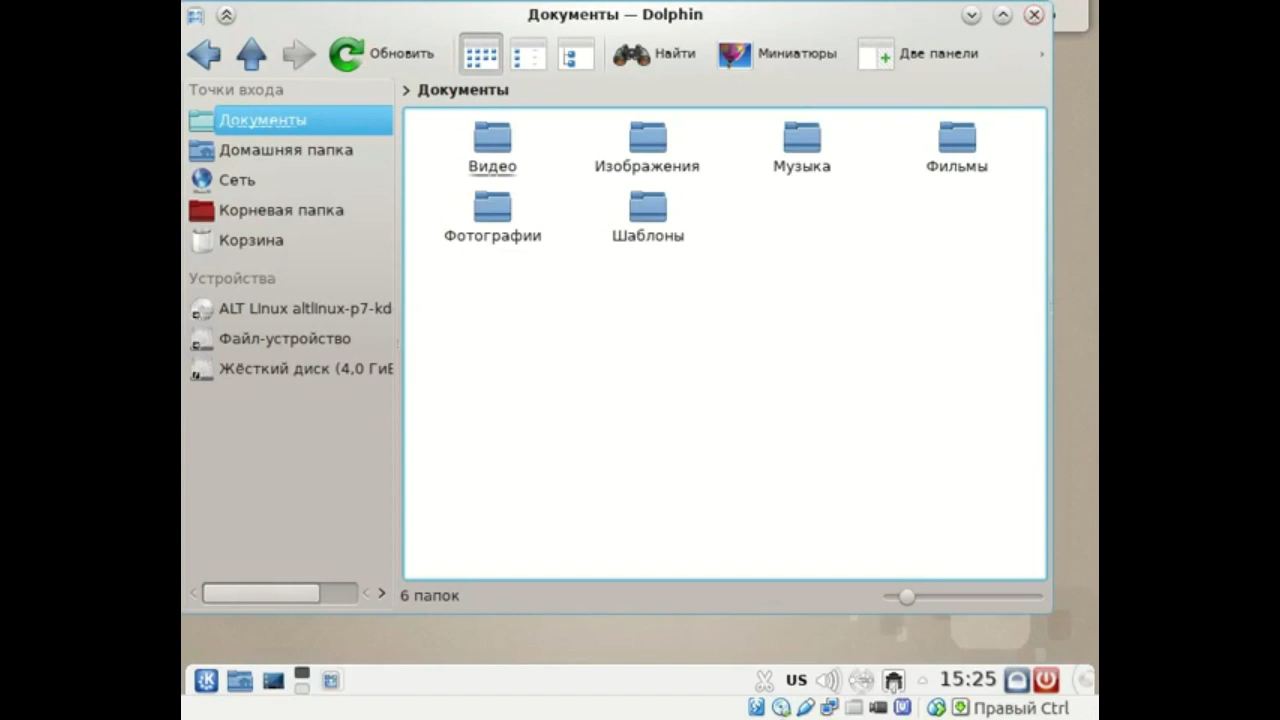 Документы — Dolphin
Обновить
Найти
Миниатюры
Две панели
Точки входа
Документы
Документы
Домашняя папка
Сеть
Корневая папка
Корзина
Устройства
ALT Linux altlinux-p7-kd
Файл-устройство
Жёсткий диск (4,0 ГиБ
Видео
Изображения
Музыка
Фильмы
Фотографии
Шаблоны
6 папок
US
15:25
Правый Ctrl